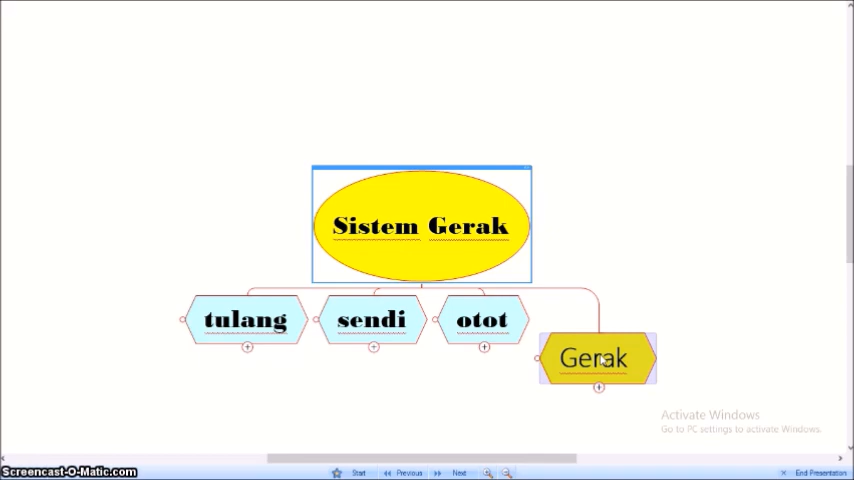 Sistem Gerak
tulang
sendi
otot
Gerak
Activate Windows
Go to PC settings to activate Windows.
Screencast-O-Matic.com
Start
Previous
Next
End Presentation